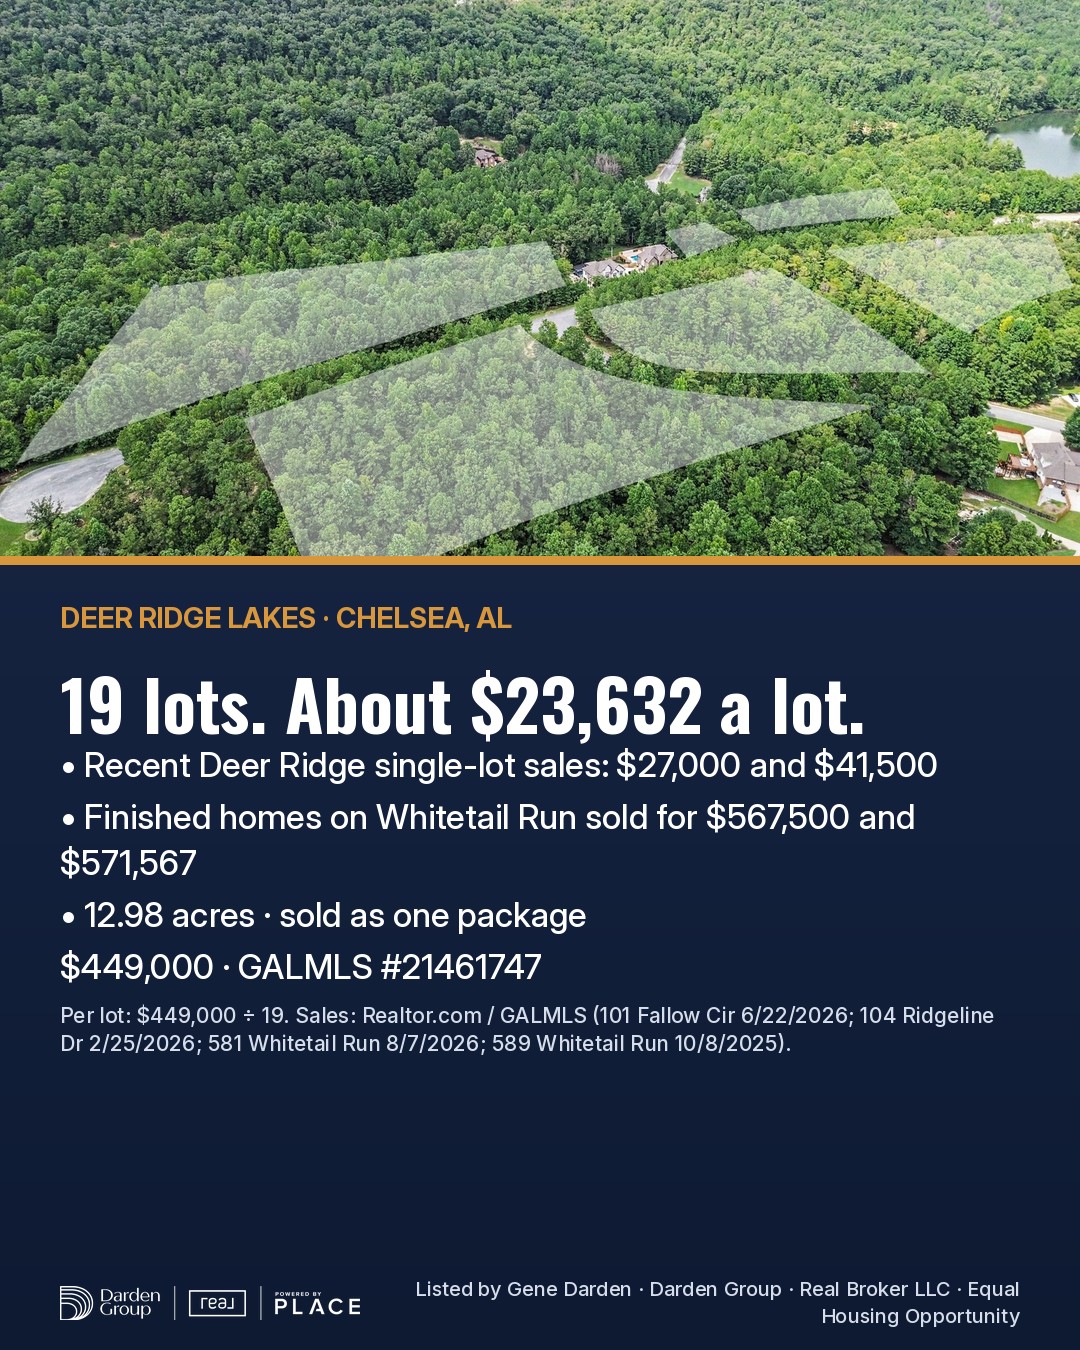 DEER RIDGE LAKES · CHELSEA, AL
19 lots. About $23,632 a lot.
• Recent Deer Ridge single-lot sales: $27,000 and $41,500
• Finished homes on Whitetail Run sold for $567,500 and
$571,567
• 12.98 acres · sold as one package
$449,000 · GALMLS #21461747
Per lot: $449,000 ÷ 19. Sales: Realtor.com / GALMLS (101 Fallow Cir 6/22/2026; 104 Ridgeline
Dr 2/25/2026; 581 Whitetail Run 8/7/2026; 589 Whitetail Run 10/8/2025).
Darden
Group
real
POWERED BY
PLACE
Listed by Gene Darden · Darden Group · Real Broker LLC · Equal
Housing Opportunity